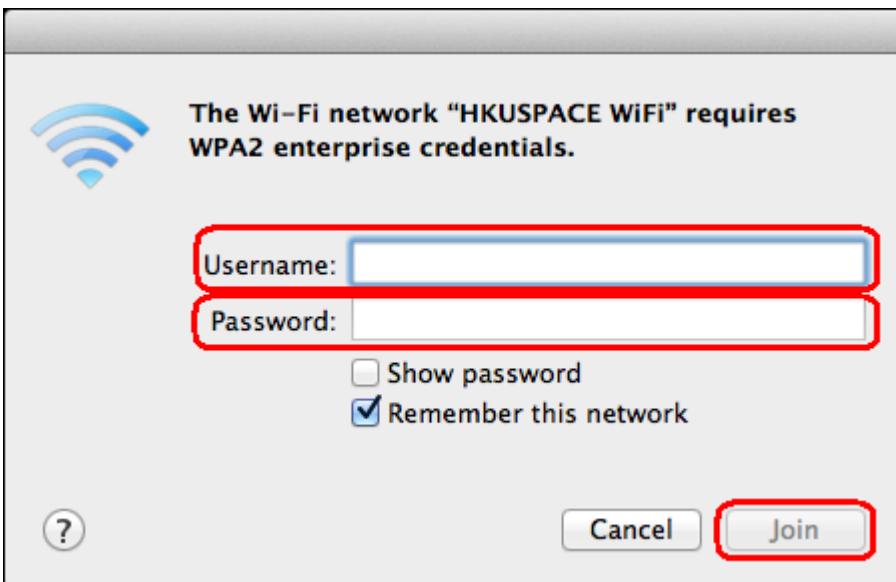 The Wi-Fi network “HKUSPACE WiFi” requires
WPA2 enterprise credentials.
Username:
Password:
Show password
Remember this network
?
Cancel
Join